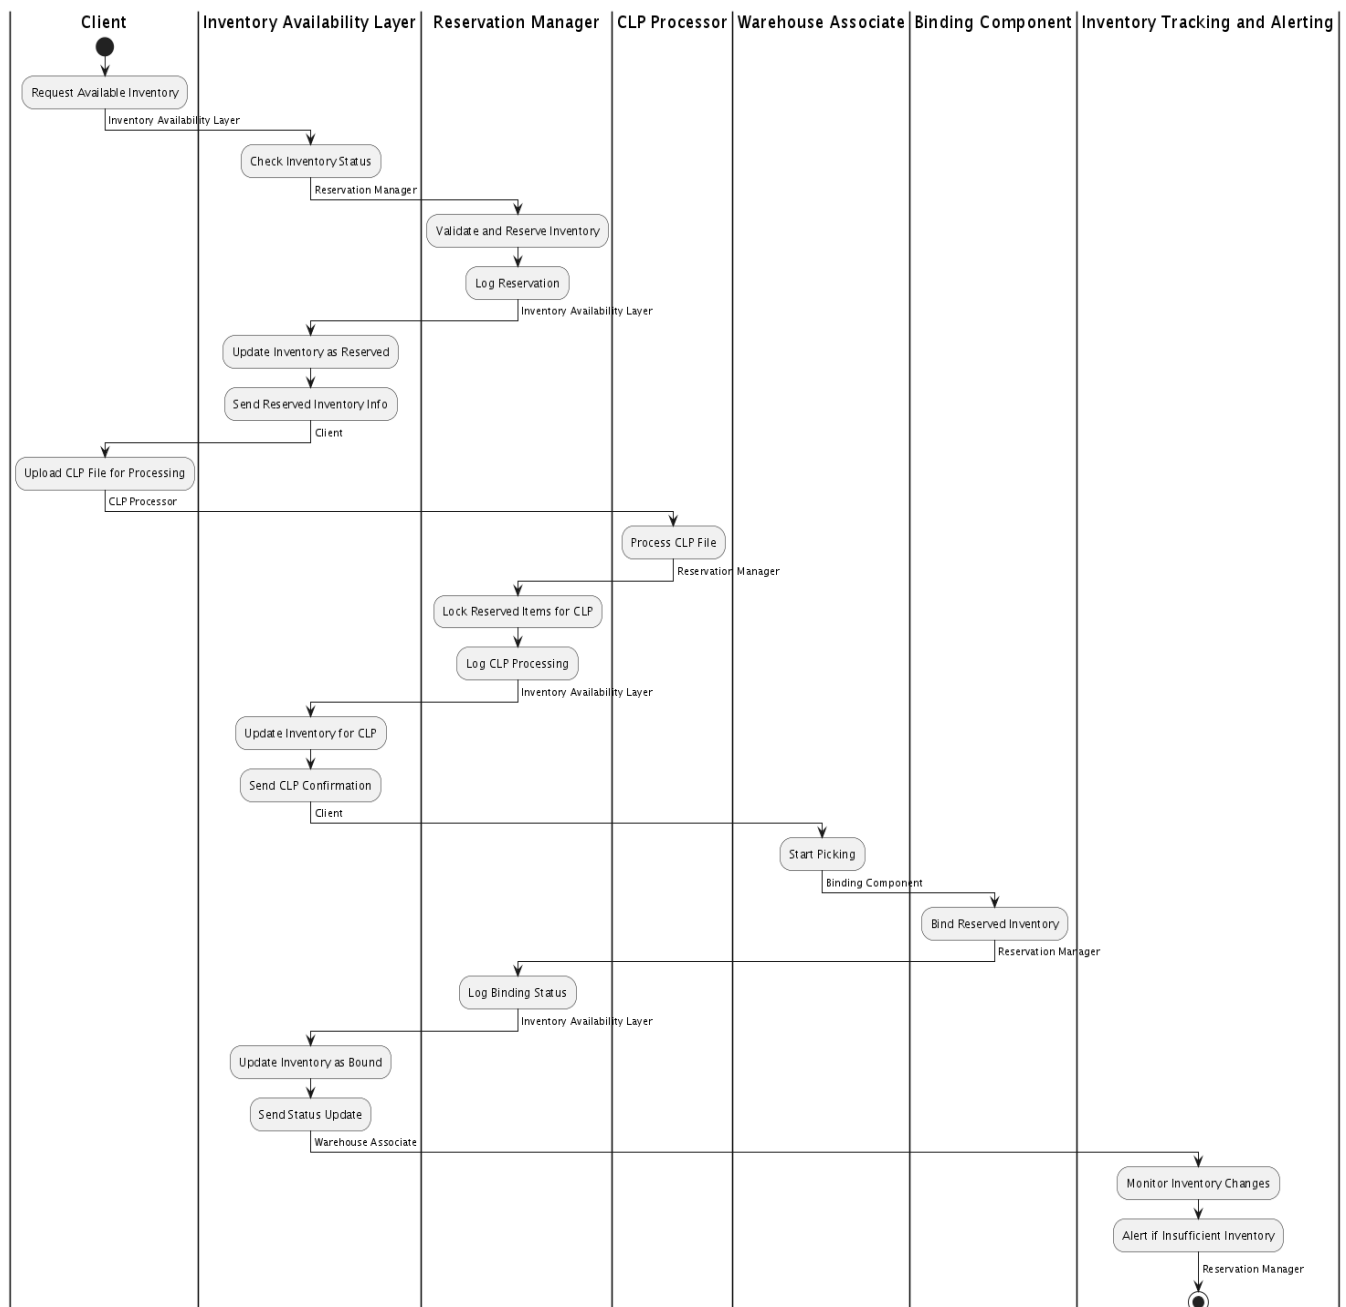 Client
Inventory Availability Layer
Reservation Manager
CLP Processor
Warehouse Associate
Binding Component
Inventory Tracking and Alerting
Request Available Inventory
Inventory Availability Layer
Check Inventory Status
Reservation Manager
Validate and Reserve Inventory
Log Reservation
Inventory Availability Layer
Update Inventory as Reserved
Send Reserved Inventory Info
Client
Upload CLP File for Processing
CLP Processor
Process CLP File
Reservation Manager
Lock Reserved Items for CLP
Log CLP Processing
Inventory Availability Layer
Update Inventory for CLP
Send CLP Confirmation
Client
Start Picking
Binding Component
Bind Reserved Inventory
Reservation Manager
Log Binding Status
Inventory Availability Layer
Update Inventory as Bound
Send Status Update
Warehouse Associate
Monitor Inventory Changes
Alert if Insufficient Inventory
Reservation Manager